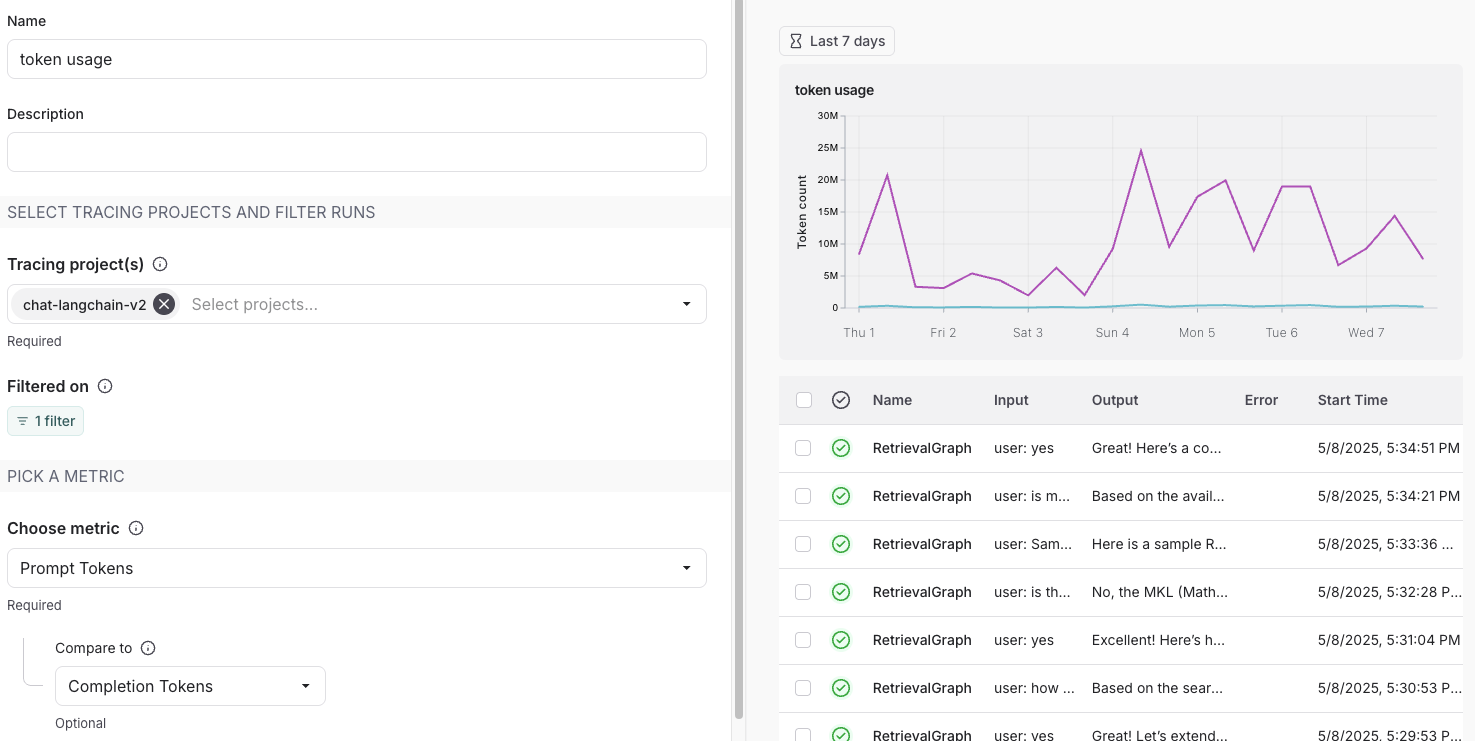 Name
token usage
Description
SELECT TRACING PROJECTS AND FILTER RUNS
Tracing project(s)
chat-langchain-v2 Select projects...
Required
Filtered on
1 filter
PICK A METRIC
Choose metric
Prompt Tokens
Required
Compare to
Completion Tokens
Optional
Last 7 days
token usage
Token count
30M
25M
20M
15M
10M
5M
0
Thu 1 Fri 2 Sat 3 Sun 4 Mon 5 Tue 6 Wed 7
Name Input Output Error Start Time
RetrievalGraph user: yes Great! Here's a co... 5/8/2025, 5:34:51 PM
RetrievalGraph user: is m... Based on the avail... 5/8/2025, 5:34:21 PM
RetrievalGraph user: Sam... Here is a sample R... 5/8/2025, 5:33:36 ...
RetrievalGraph user: is th... No, the MKL (Math... 5/8/2025, 5:32:28 P...
RetrievalGraph user: yes Excellent! Here's h... 5/8/2025, 5:31:04 PM
RetrievalGraph user: how ... Based on the sear... 5/8/2025, 5:30:53 P...
RetrievalGraph user: yes Great! Let's extend... 5/8/2025, 5:29:53 P...